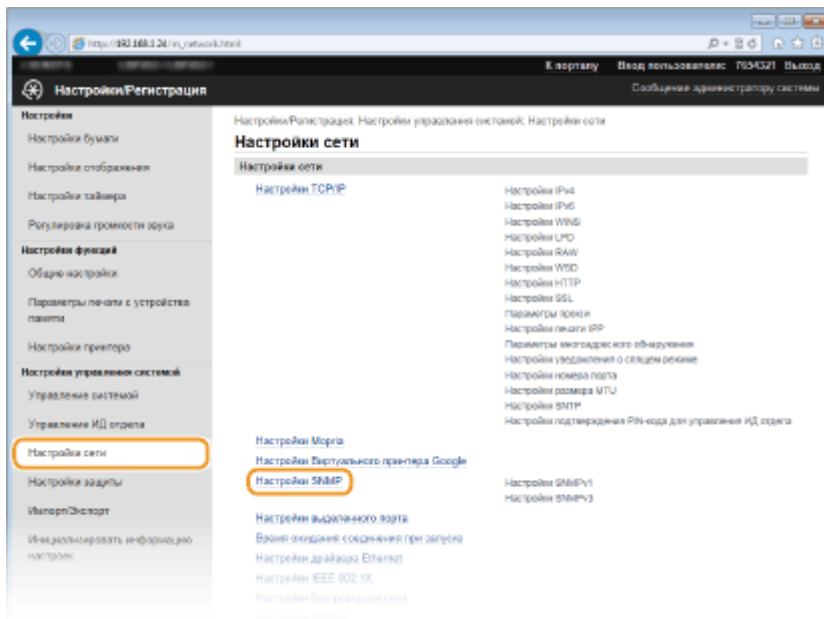 http://192.168.1.24/m_network.html
К порталу Вход пользователя: 7654321 Выход
Настройки/Регистрация
Сообщение администратору системы
Настройки
Настройки бумаги
Настройки отображения
Настройки таймера
Регулировка громкости звука
Настройки функций
Общие настройки
Параметры печати с устройства памяти
Настройки принтера
Настройки управления системой
Управление системой
Управление ИД отдела
Настройки сети
Настройки защиты
Импорт/Экспорт
Инициализировать информацию настроек
Настройки/Регистрация: Настройки управления системой: Настройки сети
Настройки сети
Настройки сети
Настройки TCP/IP
Настройки IPv4
Настройки IPv6
Настройки WINS
Настройки LPD
Настройки RAW
Настройки WSD
Настройки HTTP
Настройки SSL
Параметры прокси
Настройки печати IPP
Параметры многоадресного обнаружения
Настройки уведомления о спящем режиме
Настройки номера порта
Настройки размера MTU
Настройки SNTP
Настройки подтверждения PIN-кода для управления ИД отдела
Настройки Mopria
Настройки Виртуального принтера Google
Настройки SNMP
Настройки SNMPv1
Настройки SNMPv3
Настройки выделенного порта
Время ожидания соединения при запуске
Настройки драйвера Ethernet
Настройки IEEE 802.1X
Настройки беспроводной сети